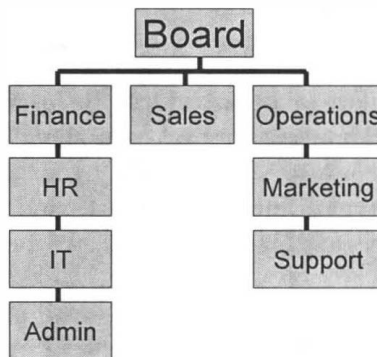 Board
Finance
Sales
Operations
HR
Marketing
IT
Support
Admin